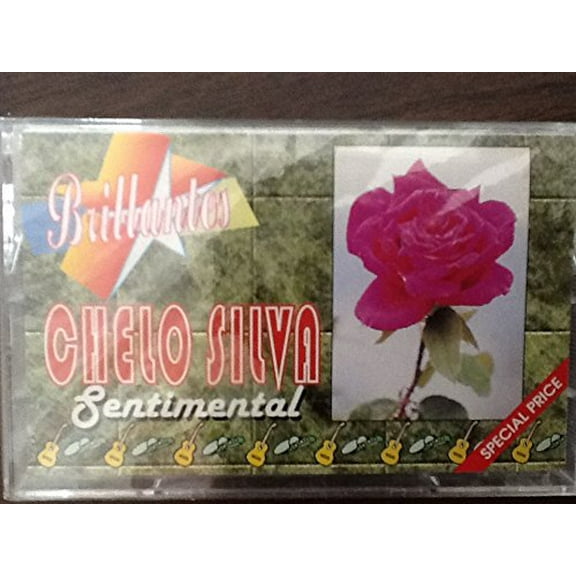 Brillantes
CHELO SILVA
Sentimental
SPECIAL PRICE